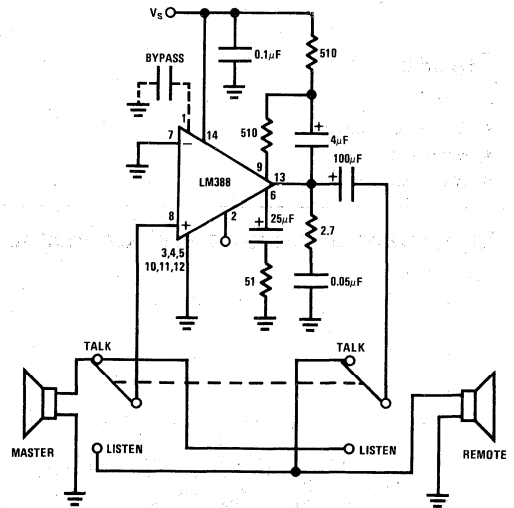 Vs
510
0.1μF
BYPASS
1
14
7
−
510
4μF
9
13
100μF
+
+
LM388
6
8
+
2
+
25μF
2.7
3,4,5
10,11,12
51
0.05μF
TALK
TALK
MASTER
LISTEN
LISTEN
REMOTE